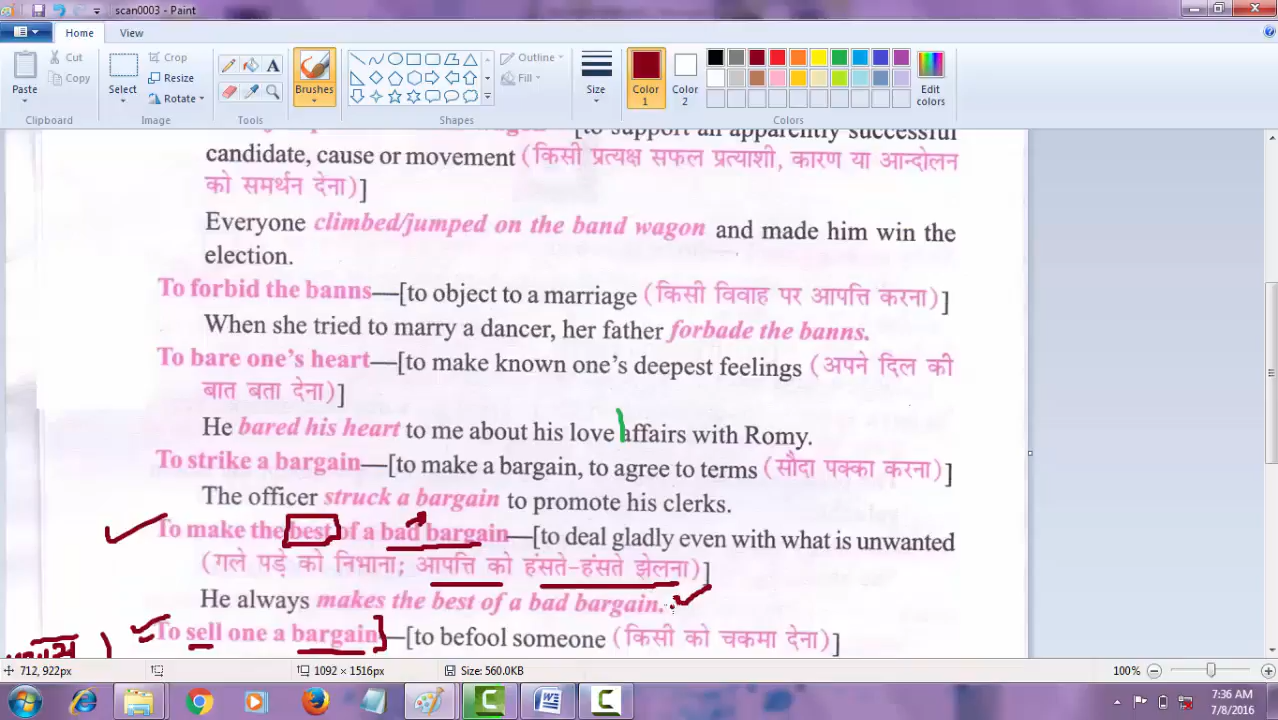 scan0003 - Paint
Home View
Paste
Cut
Copy
Clipboard
Select
Crop
Resize
Rotate
Image
Tools
Brushes
Shapes
Outline
Fill
Size
Color 1
Color 2
Edit colors
Colors
[to support an apparently successful
candidate, cause or movement (किसी प्रत्यक्ष सफल प्रत्याशी, कारण या आन्दोलन
को समर्थन देना)]
Everyone climbed/jumped on the band wagon and made him win the
election.
To forbid the banns—[to object to a marriage (किसी विवाह पर आपत्ति करना)]
When she tried to marry a dancer, her father forbade the banns.
To bare one's heart—[to make known one's deepest feelings (अपने दिल की
बात बता देना)]
He bared his heart to me about his love affairs with Romy.
To strike a bargain—[to make a bargain, to agree to terms (सौदा पक्का करना)]
The officer struck a bargain to promote his clerks.
To make the best of a bad bargain—[to deal gladly even with what is unwanted
(गले पड़े को निभाना; आपत्ति को हंसते-हंसते झेलना)]
He always makes the best of a bad bargain.
To sell one a bargain—[to befool someone (किसी को चकमा देना)]
712, 922px
1092 × 1516px
Size: 560.0KB
100%
7:36 AM
7/8/2016